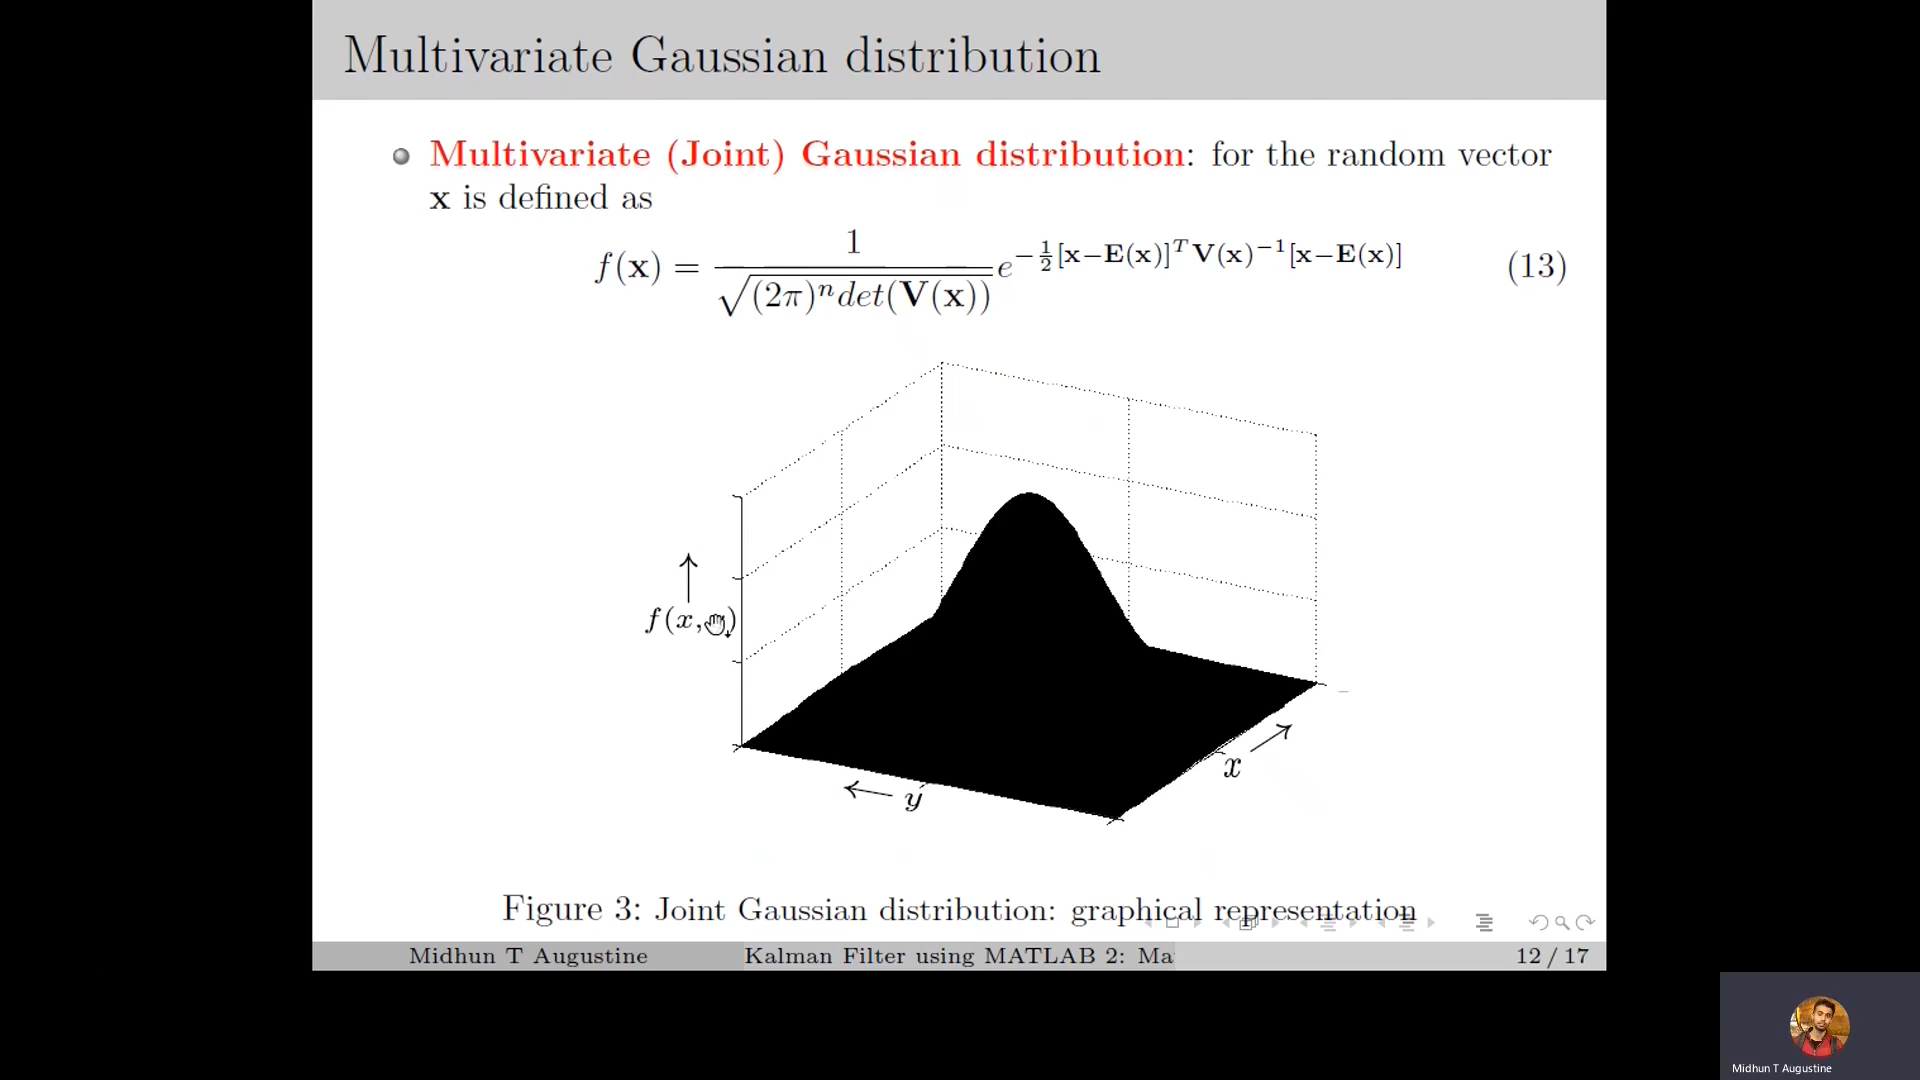 Multivariate Gaussian distribution
Multivariate (Joint) Gaussian distribution: for the random vector
x is defined as
f(x) = 1 / √((2π)ⁿdet(V(x))) e^{-½[x−E(x)]ᵀV(x)⁻¹[x−E(x)]} (13)
f(x,
x
y
Figure 3: Joint Gaussian distribution: graphical representation
Midhun T Augustine Kalman Filter using MATLAB 2: Ma 12 / 17
Midhun T Augustine